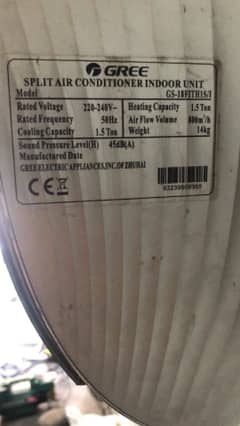 GREE
SPLIT AIR CONDITIONER INDOOR UNIT
Model GS-18FITH1S/I
Rated Voltage 220-240V~ Heating Capacity 1.5 Ton
Rated Frequency 50Hz Air Flow Volume 800m³/h
Cooling Capacity 1.5 Ton Weight 14kg
Sound Pressure Level(H) 45dB(A)
Manufactured Date
GREE ELECTRIC APPLIANCES,INC.OF ZHUHAI
CE